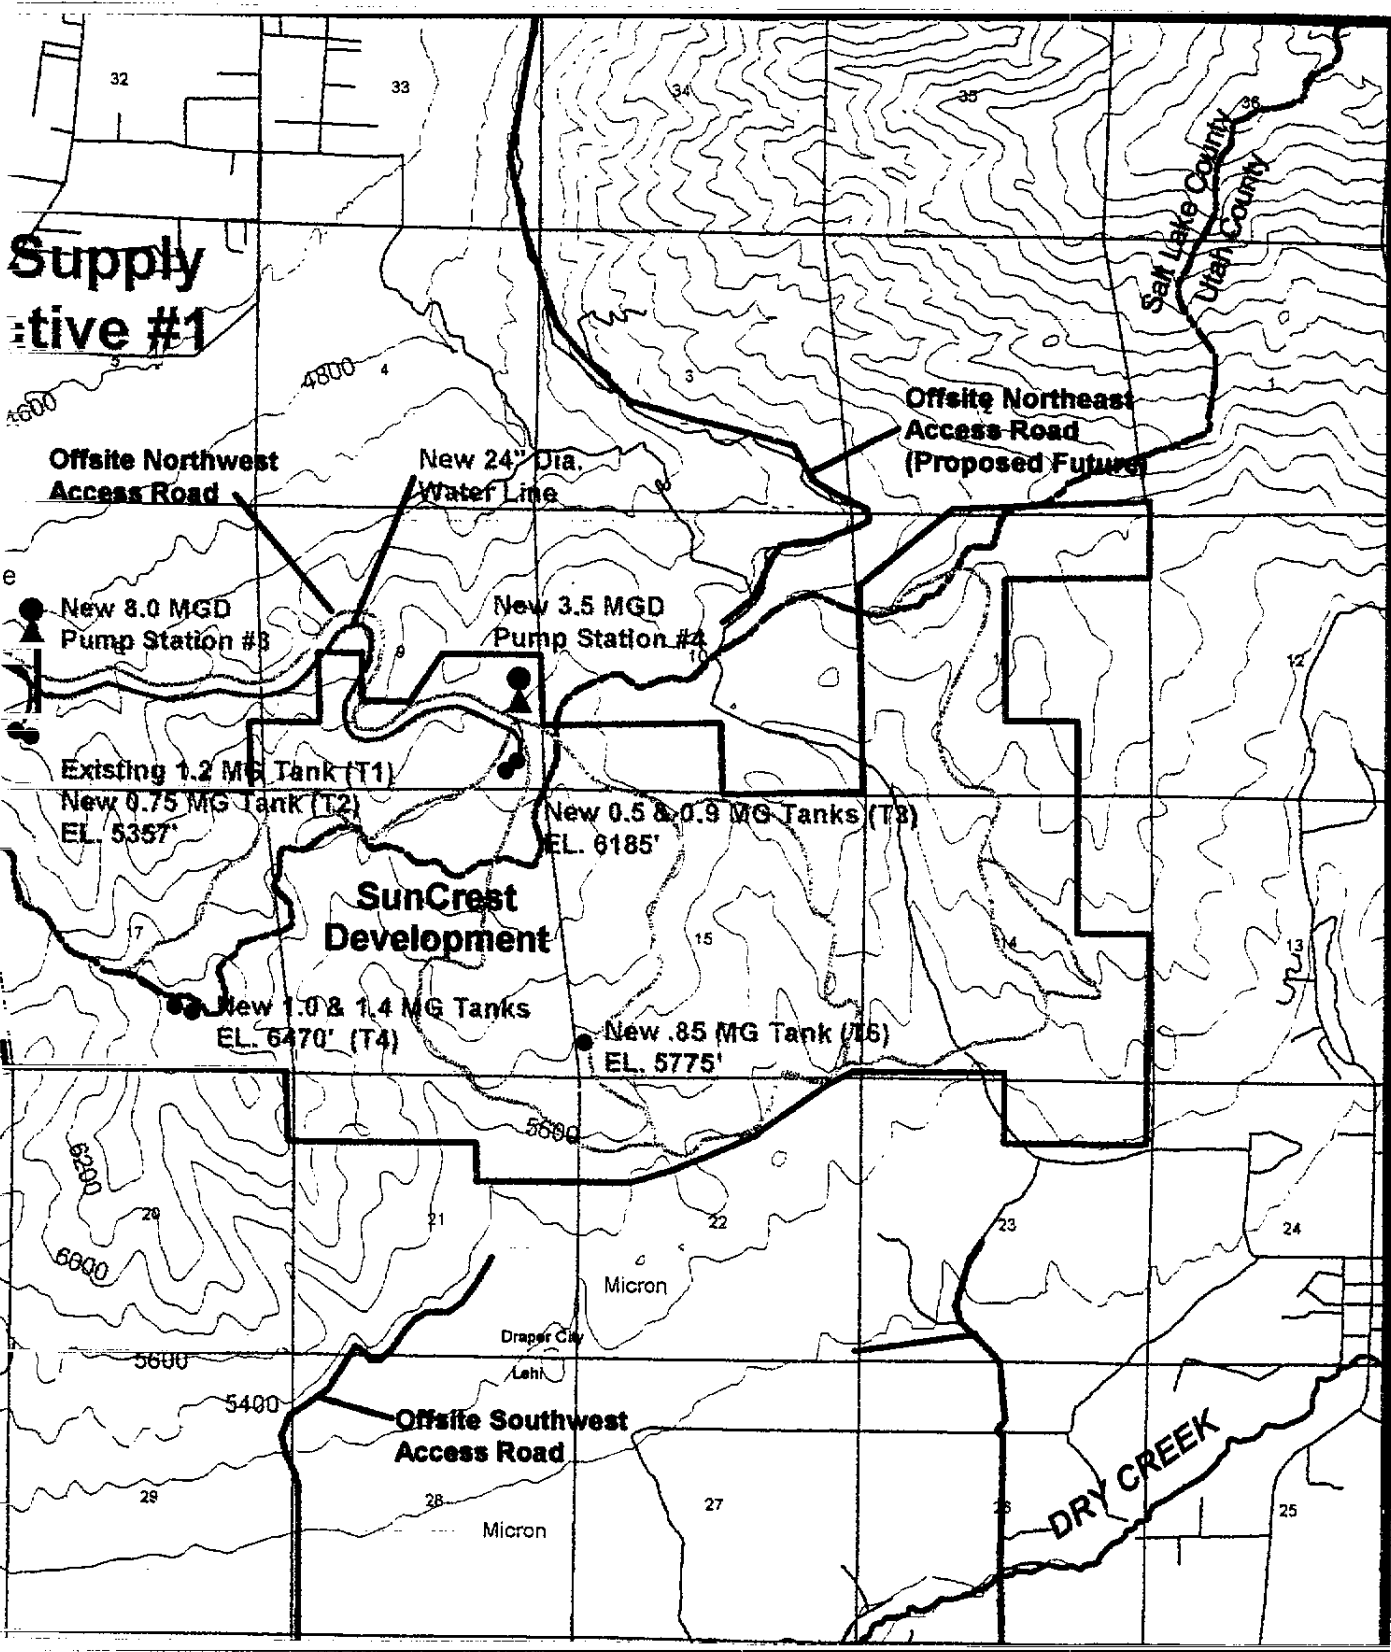 32
33
34
35
36
Salt Lake County
Utah County
Supply
tive #1
5
4800
4
3
1
4600
Offsite Northeast
Access Road
(Proposed Future)
Offsite Northwest
Access Road
New 24" Dia.
Water Line
e
New 8.0 MGD
Pump Station #3
8
9
New 3.5 MGD
Pump Station #4
10
12
Existing 1.2 MG Tank (T1)
New 0.75 MG Tank (T2)
EL. 5357'
New 0.5 & 0.9 MG Tanks (T3)
EL. 6185'
SunCrest
Development
17
15
14
13
New 1.0 & 1.4 MG Tanks
EL. 6470' (T4)
New .85 MG Tank (T6)
EL. 5775'
5600
6200
20
21
22
23
24
6000
Micron
Draper City
Lehi
5600
5400
Offsite Southwest
Access Road
DRY CREEK
29
28
27
26
25
Micron